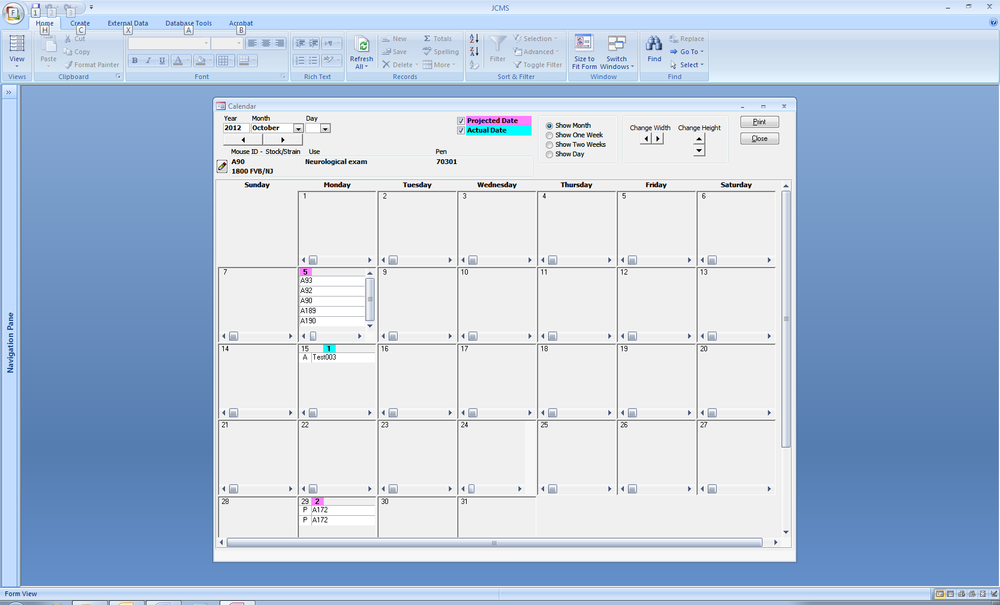 JCMS
F
1
2
3
Home
Create
External Data
Database Tools
Acrobat
H
C
X
A
B
View
Views
Paste
Cut
Copy
Format Painter
Clipboard
B I U A
Font
Rich Text
Refresh
All
New
Save
Delete
Totals
Spelling
More
Records
Filter
Selection
Advanced
Toggle Filter
Sort & Filter
Size to
Fit Form
Switch
Windows
Window
Find
Replace
Go To
Select
Find
Navigation Pane
Calendar
Year Month Day
2012 October
Projected Date
Actual Date
Show Month
Show One Week
Show Two Weeks
Show Day
Change Width Change Height
Print
Close
Mouse ID - Stock/Strain Use Pen
A90 Neurological exam 70301
1800 FVB/NJ
Sunday Monday Tuesday Wednesday Thursday Friday Saturday
1 2 3 4 5 6
7 5 9 10 11 12 13
A93
A92
A90
A189
A190
14 15 1 16 17 18 19 20
A Test003
21 22 23 24 25 26 27
28 29 2 30 31
P A172
P A172
Form View